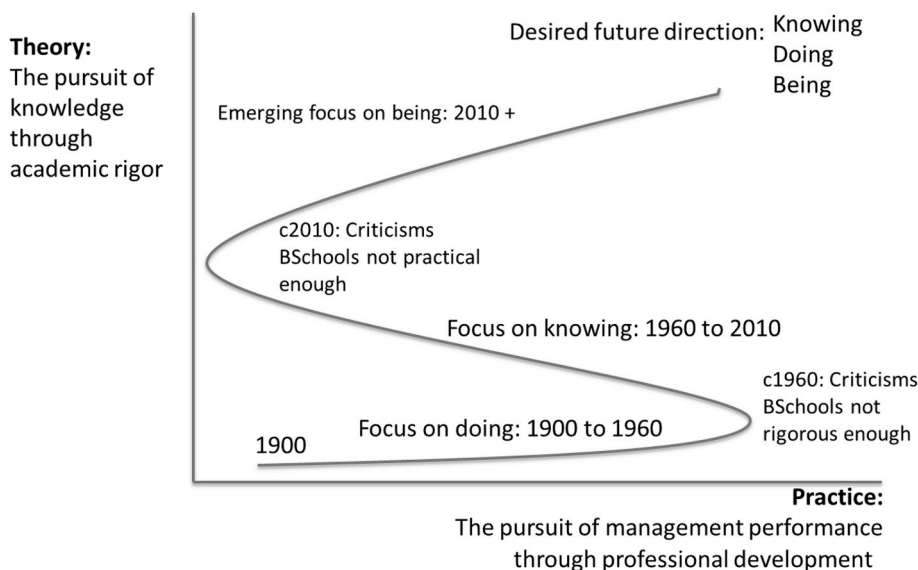 Theory:
The pursuit of
knowledge
through
academic rigor
Desired future direction:
Knowing
Doing
Being
Emerging focus on being: 2010 +
c2010: Criticisms
BSchools not practical
enough
Focus on knowing: 1960 to 2010
c1960: Criticisms
BSchools not
rigorous enough
Focus on doing: 1900 to 1960
1900
Practice:
The pursuit of management performance
through professional development